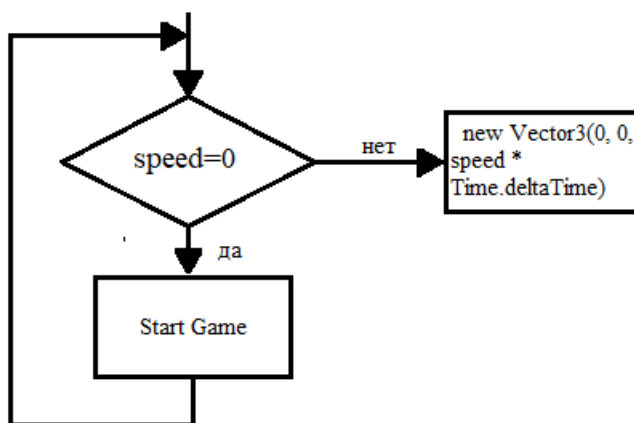 speed=0
нет
new Vector3(0, 0,
speed *
Time.deltaTime)
да
Start Game